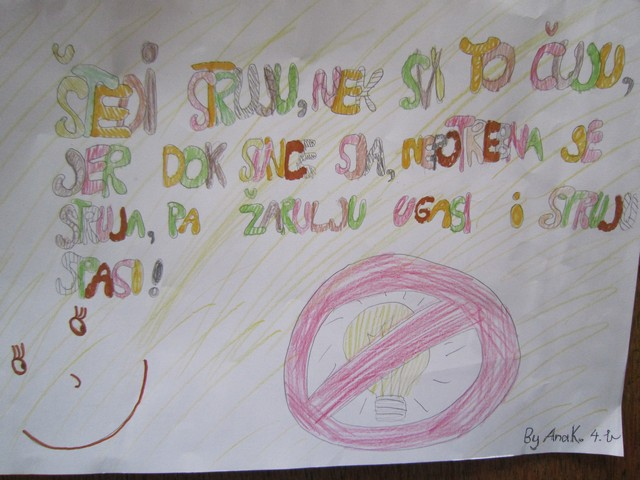 ŠTEDI STRUJU, NEK SVI TO ČUJU,
JER DOK SUNCE SJA, NEPOTREBNA JE
STRUJA, PA ŽARULJU UGASI I STRUJU
SPASI!
By Ana K. 4. b